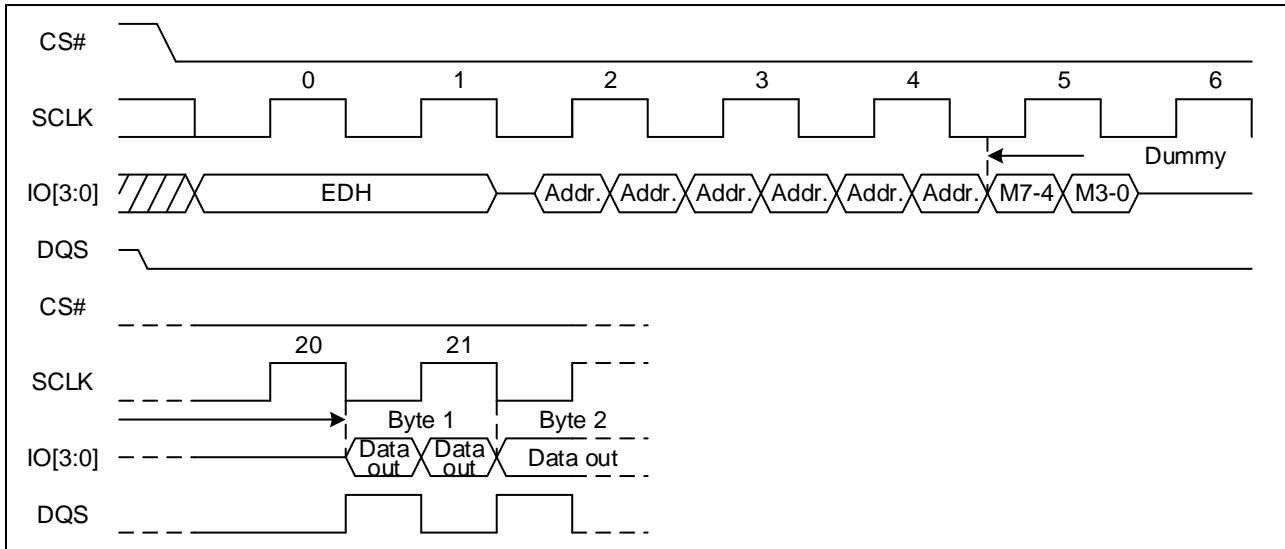 CS#
0 1 2 3 4 5 6
SCLK
Dummy
IO[3:0] EDH Addr. Addr. Addr. Addr. Addr. Addr. M7-4 M3-0
DQS
CS#
20 21
SCLK
Byte 1 Byte 2
IO[3:0] Data out Data out Data out
DQS